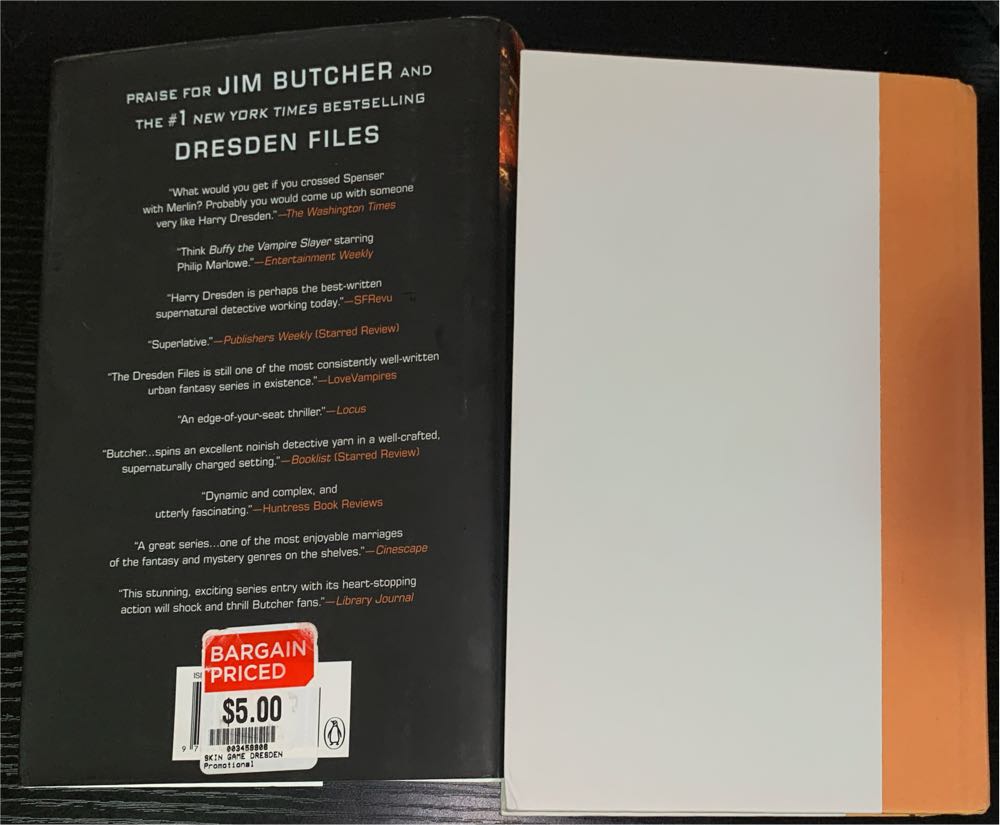 PRAISE FOR JIM BUTCHER AND
THE #1 NEW YORK TIMES BESTSELLING
DRESDEN FILES
“What would you get if you crossed Spenser
with Merlin? Probably you would come up with someone
very like Harry Dresden.”—The Washington Times
“Think Buffy the Vampire Slayer starring
Philip Marlowe.”—Entertainment Weekly
“Harry Dresden is perhaps the best-written
supernatural detective working today.”—SFRevu
“Superlative.”—Publishers Weekly (Starred Review)
“The Dresden Files is still one of the most consistently well-written
urban fantasy series in existence.”—LoveVampires
“An edge-of-your-seat thriller.”—Locus
“Butcher...spins an excellent noirish detective yarn in a well-crafted,
supernaturally charged setting.”—Booklist (Starred Review)
“Dynamic and complex, and
utterly fascinating.”—Huntress Book Reviews
“A great series...one of the most enjoyable marriages
of the fantasy and mystery genres on the shelves.”—Cinescape
“This stunning, exciting series entry with its heart-stopping
action will shock and thrill Butcher fans.”—Library Journal
BARGAIN
PRICED
$5.00
003459808
SKIN GAME DRESDEN
Promotional
9 7